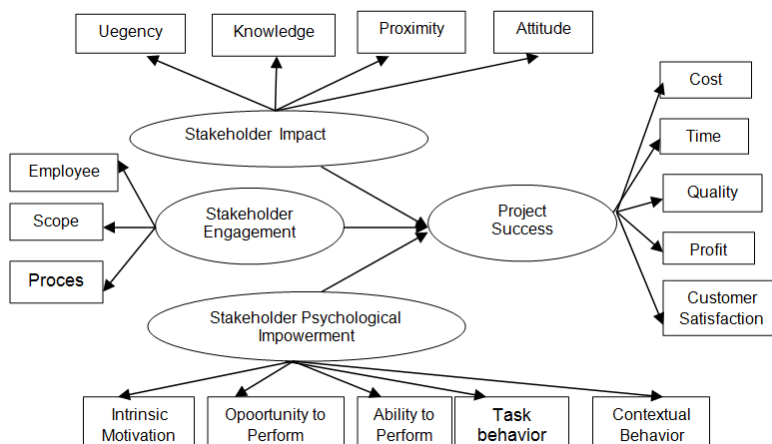 Uegency
Knowledge
Proximity
Attitude
Cost
Stakeholder Impact
Time
Employee
Quality
Scope
Stakeholder
Engagement
Project
Success
Profit
Proces
Customer
Satisfaction
Stakeholder Psychological
Impowerment
Intrinsic
Motivation
Opoortunity to
Perform
Ability to
Perform
Task
behavior
Contextual
Behavior